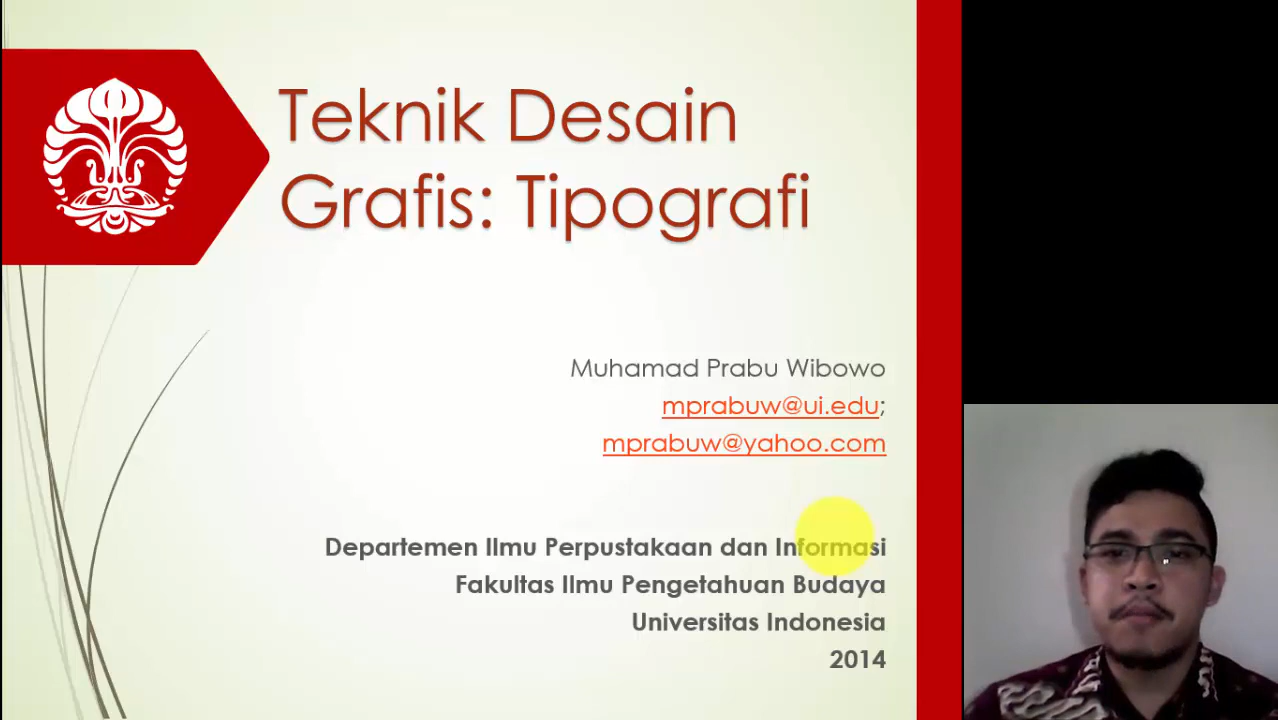 Teknik Desain
Grafis: Tipografi
Muhamad Prabu Wibowo
mprabuw@ui.edu;
mprabuw@yahoo.com
Departemen Ilmu Perpustakaan dan Informasi
Fakultas Ilmu Pengetahuan Budaya
Universitas Indonesia
2014